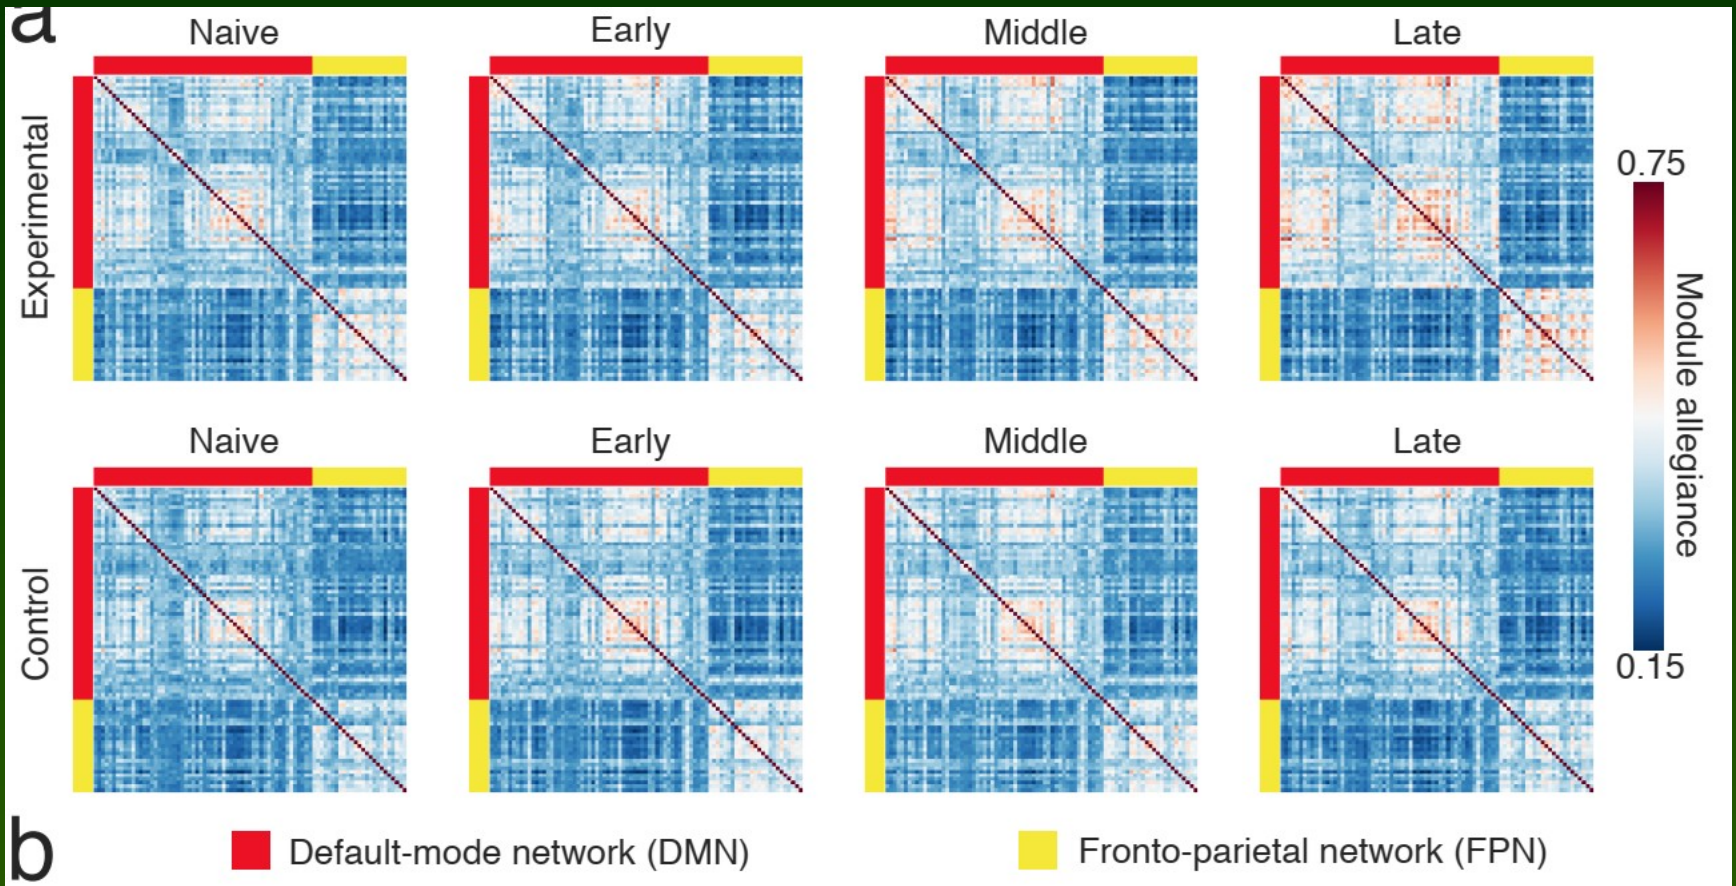 a
Naive Early Middle Late
Experimental
0.75
Module allegiance
0.15
Naive Early Middle Late
Control
b
Default-mode network (DMN) Fronto-parietal network (FPN)